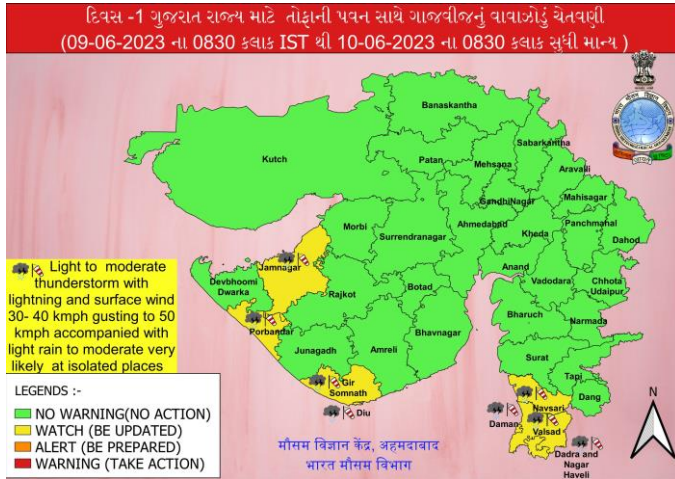 દિવસ -1 ગુજરાત રાજ્ય માટે તોફાની પવન સાથે ગાજવીજનું વાવાઝોડું ચેતવણી
(09-06-2023 ના 0830 કલાક IST થી 10-06-2023 ના 0830 કલાક સુધી માન્ય )
Banaskantha
Kutch
Patan
Mehsana
Sabarkantha
Aravalli
GandhiNagar
Mahisagar
Morbi
Surrendranagar
Ahmedabad
Kheda
Panchmahal
Dahod
Jamnagar
Devbhoomi
Dwarka
Rajkot
Botad
Anand
Vadodara
Chhota
Udaipur
Porbandar
Bharuch
Narmada
Junagadh
Amreli
Bhavnagar
Surat
Tapi
Gir
Somnath
Dang
Diu
Navsari
Daman
Valsad
Dadra and
Nagar
Haveli
Light to moderate
thunderstorm with
lightning and surface wind
30- 40 kmph gusting to 50
kmph accompanied with
light rain to moderate very
likely at isolated places
LEGENDS :-
NO WARNING(NO ACTION)
WATCH (BE UPDATED)
ALERT (BE PREPARED)
WARNING (TAKE ACTION)
मौसम विज्ञान केंद्र, अहमदाबाद
भारत मौसम विभाग
N